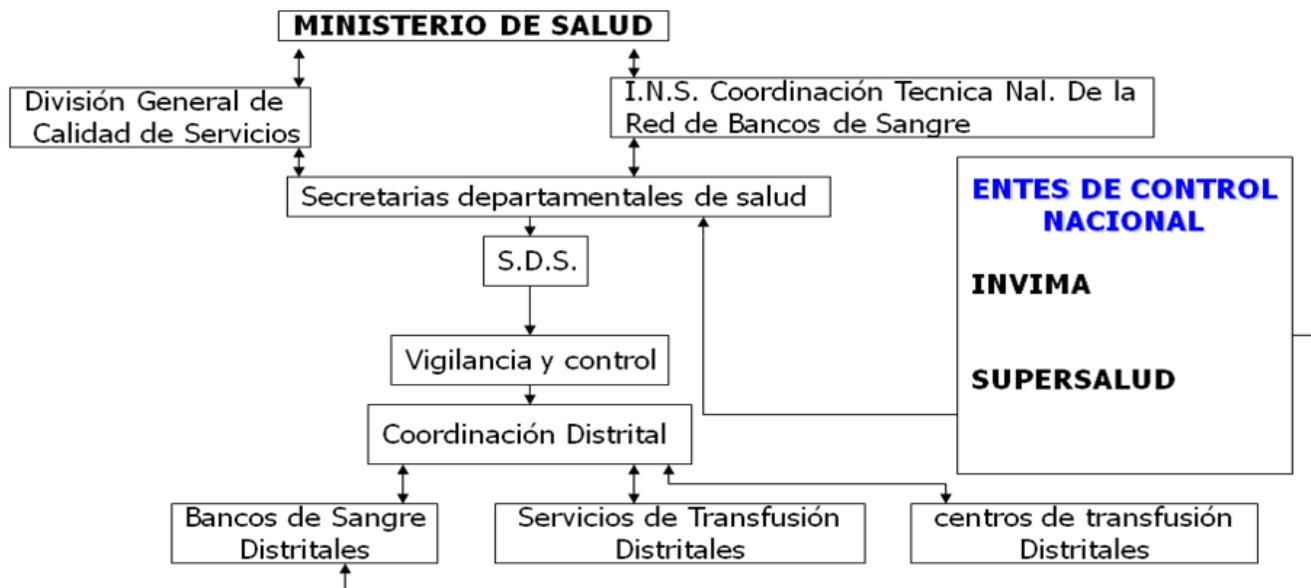 MINISTERIO DE SALUD
División General de
Calidad de Servicios
I.N.S. Coordinación Tecnica Nal. De la
Red de Bancos de Sangre
Secretarias departamentales de salud
S.D.S.
Vigilancia y control
Coordinación Distrital
Bancos de Sangre
Distritales
Servicios de Transfusión
Distritales
centros de transfusión
Distritales
ENTES DE CONTROL
NACIONAL
INVIMA
SUPERSALUD